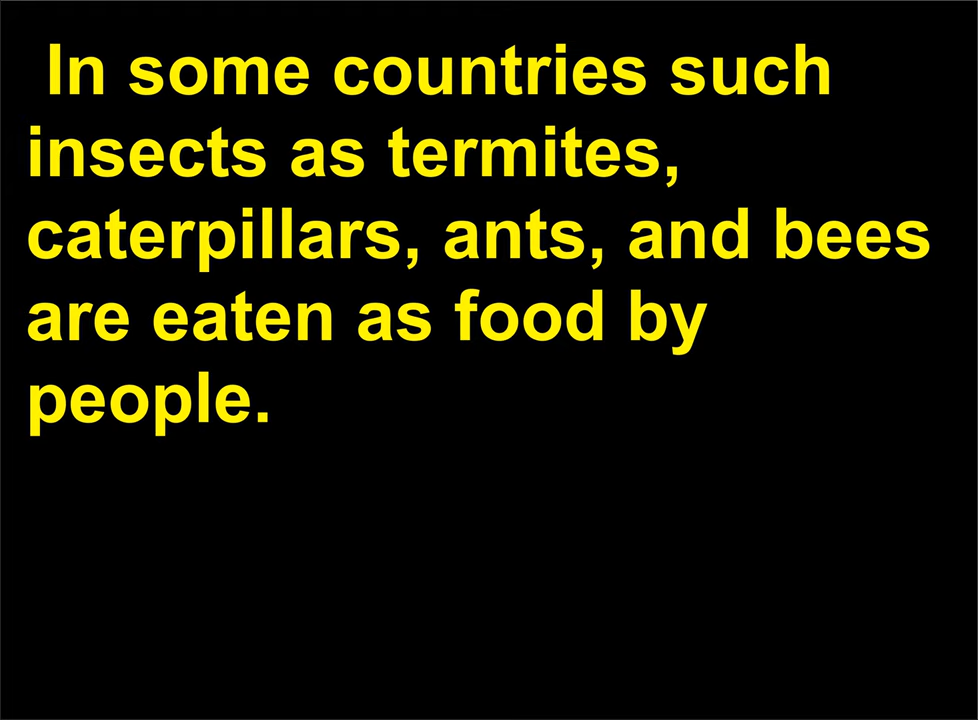 In some countries such
insects as termites,
caterpillars, ants, and bees
are eaten as food by
people.